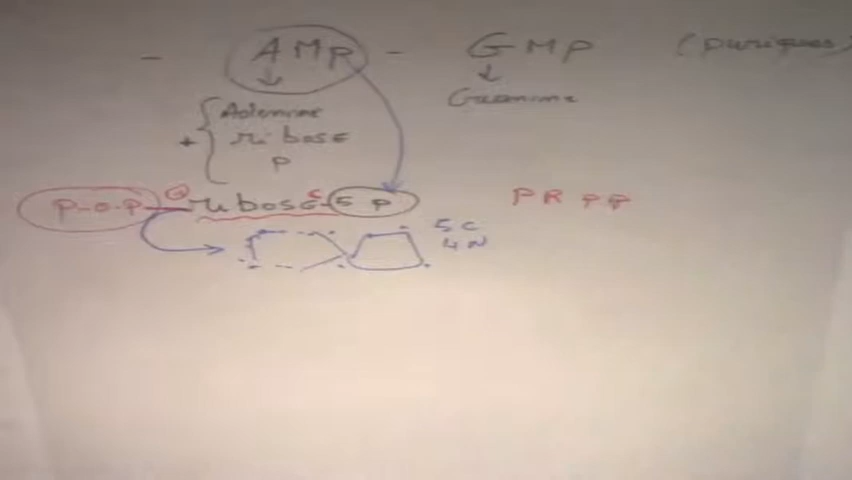 - AMP - GMP (puriques)
Adenine Guanine
+ ribose
P
P-O-P ribose-5 P PRPP
5C
4N